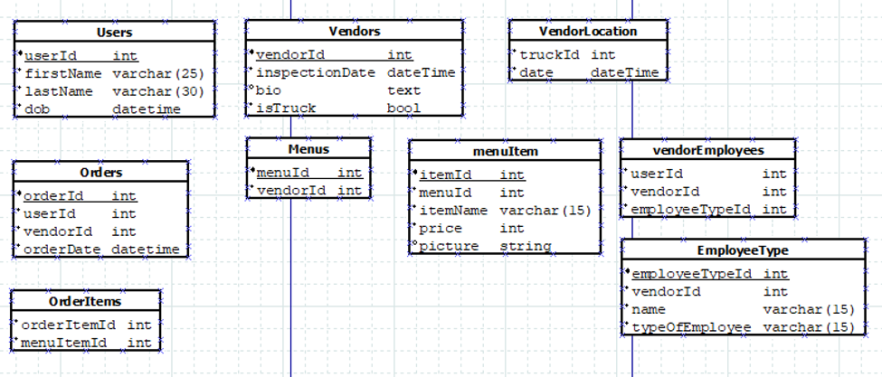 Users
userId int
firstName varchar(25)
lastName varchar(30)
dob datetime
Vendors
vendorId int
inspectionDate dateTime
bio text
isTruck bool
VendorLocation
truckId int
date dateTime
Orders
orderId int
userId int
vendorId int
orderDate datetime
Menus
menuId int
vendorId int
menuItem
itemId int
menuId int
itemName varchar(15)
price int
picture string
vendorEmployees
userId int
vendorId int
employeeTypeId int
OrderItems
orderItemId int
menuItemId int
EmployeeType
employeeTypeId int
vendorId int
name varchar(15)
typeOfEmployee varchar(15)